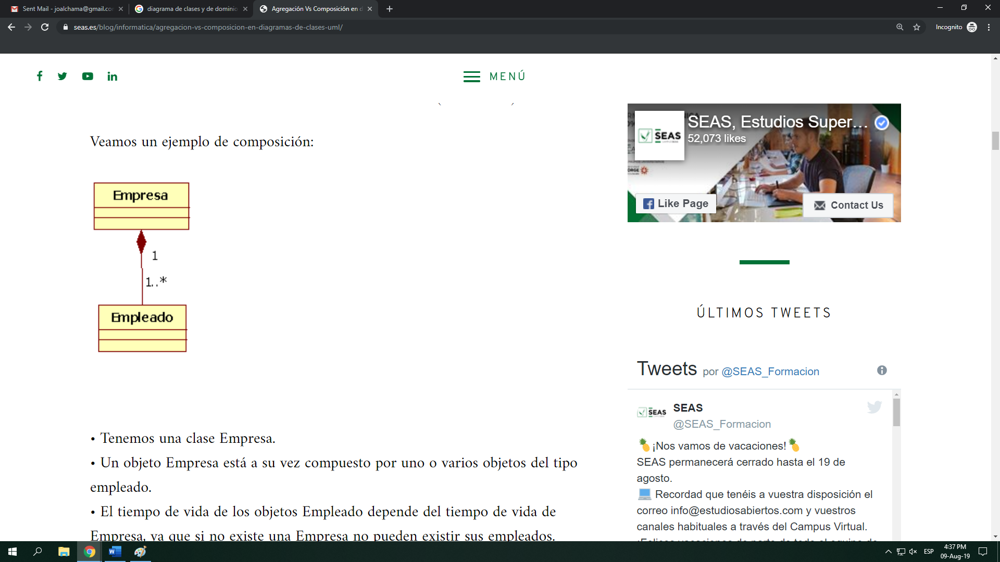 Sent Mail - joalchama@gmail.co
diagrama de clases y de dominio
Agregación Vs Composición en d
seas.es/blog/informatica/agregacion-vs-composicion-en-diagramas-de-clases-uml/
Incognito
MENÚ
Veamos un ejemplo de composición:
Empresa
1
1..*
Empleado
• Tenemos una clase Empresa.
• Un objeto Empresa está a su vez compuesto por uno o varios objetos del tipo
empleado.
• El tiempo de vida de los objetos Empleado depende del tiempo de vida de
Empresa, ya que si no existe una Empresa no pueden existir sus empleados.
SEAS
SEAS, Estudios Super...
52,073 likes
Like Page
Contact Us
ÚLTIMOS TWEETS
Tweets por @SEAS_Formacion
SEAS
SEAS
@SEAS_Formacion
🍍¡Nos vamos de vacaciones!🍍
SEAS permanecerá cerrado hasta el 19 de
agosto.
💻 Recordad que tenéis a vuestra disposición el
correo info@estudiosabiertos.com y vuestros
canales habituales a través del Campus Virtual.
ESP
4:37 PM
09-Aug-19